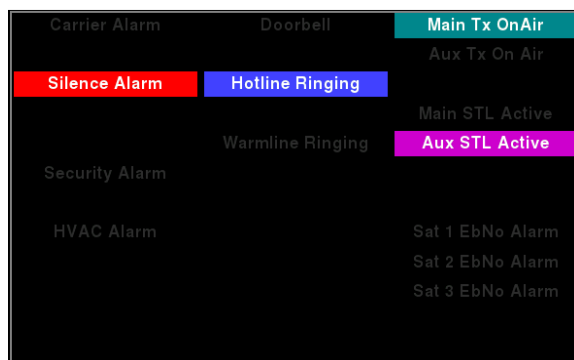 Carrier Alarm Doorbell Main Tx OnAir
Aux Tx On Air
Silence Alarm Hotline Ringing
Main STL Active
Warmline Ringing Aux STL Active
Security Alarm
HVAC Alarm Sat 1 EbNo Alarm
Sat 2 EbNo Alarm
Sat 3 EbNo Alarm